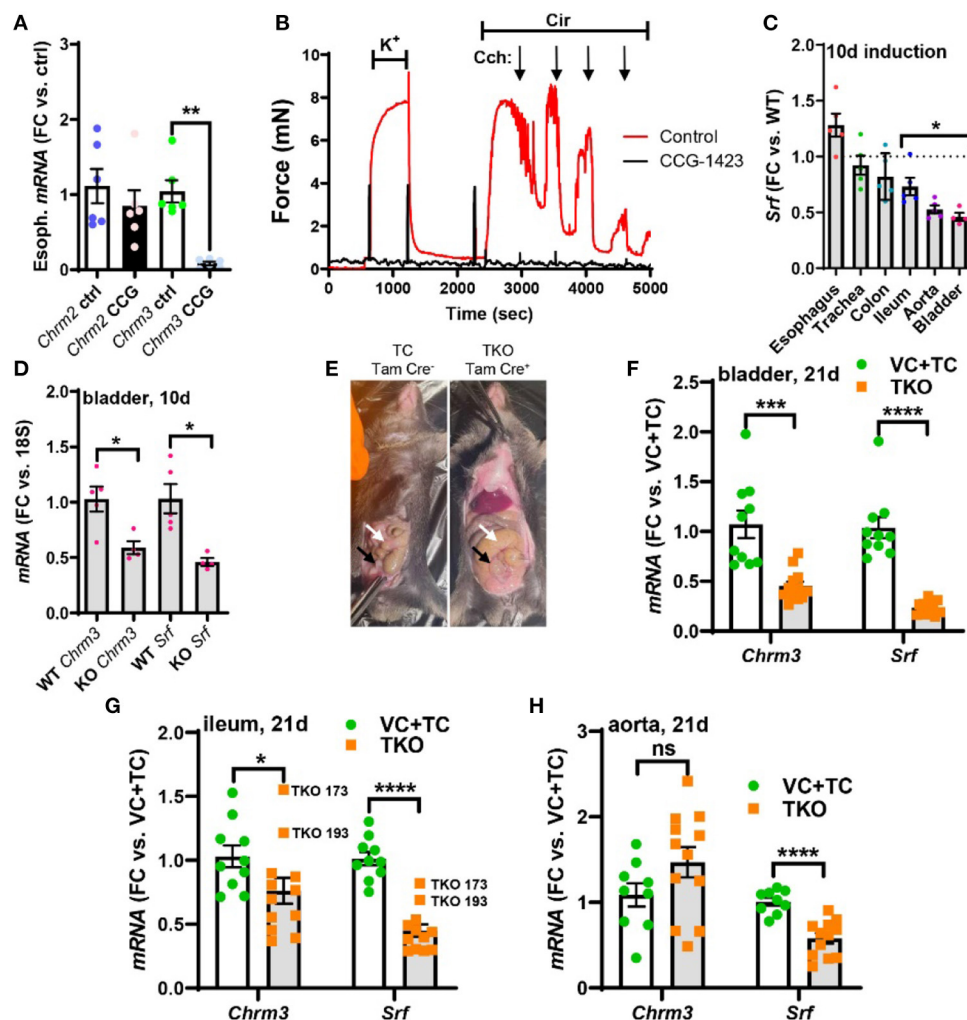 A
Esoph. mRNA (FC vs. ctrl)
3
2
1
0
**
Chrm2 ctrl
Chrm2 CCG
Chrm3 ctrl
Chrm3 CCG
B
Cir
K+
Cch:
Force (mN)
10
8
6
4
2
0
Control
CCG-1423
0 1000 2000 3000 4000 5000
Time (sec)
C
10d induction
Srf (FC vs. WT)
2.0
1.5
1.0
0.5
0.0
*
Esophagus
Trachea
Colon
Ileum
Aorta
Bladder
D
bladder, 10d
mRNA (FC vs. 18S)
2.0
1.5
1.0
0.5
0.0
* *
WT Chrm3
KO Chrm3
WT Srf
KO Srf
E
TC
Tam Cre-
TKO
Tam Cre+
F
bladder, 21d
VC+TC
TKO
mRNA (FC vs. VC+TC)
2.5
2.0
1.5
1.0
0.5
0.0
*** ****
Chrm3 Srf
G
ileum, 21d
VC+TC
TKO
mRNA (FC vs. VC+TC)
2.0
1.5
1.0
0.5
0.0
* ****
TKO 173
TKO 193
TKO 173
TKO 193
Chrm3 Srf
H
aorta, 21d
ns
VC+TC
TKO
mRNA (FC vs. VC+TC)
3
2
1
0
****
Chrm3 Srf